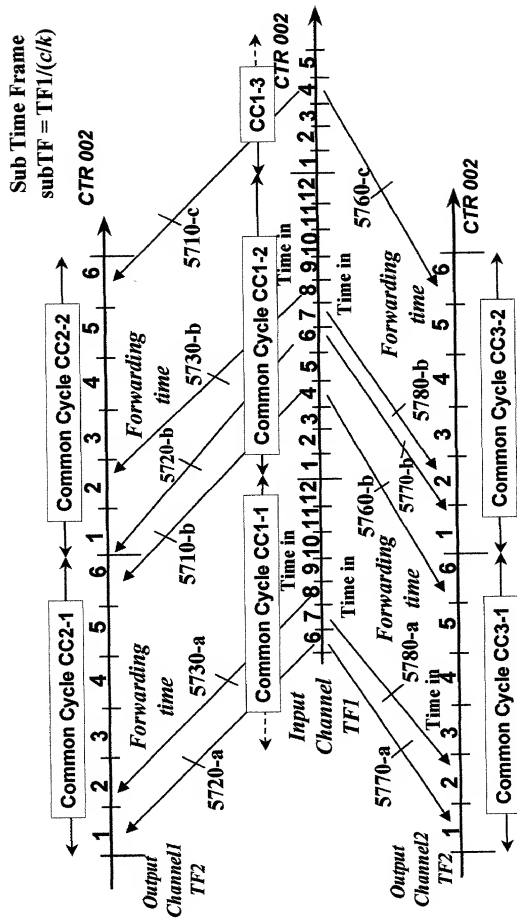 Sub Time Frame
subTF = TF1/(c/k)
Common Cycle CC2-1
Common Cycle CC2-2
CTR 002
1 2 3 4 5 6 1 2 3 4 5 6
Output
Channel1
TF2
Forwarding
time
Forwarding
time
5720-a
5730-a
5710-b
5720-b
5730-b
5710-c
Common Cycle CC1-1
Common Cycle CC1-2
CC1-3
Time in
Time in
CTR 002
6 7 8 9 10 11 12 1 2 3 4 5 6 7 8 9 10 11 12 1 2 3 4 5
Input
Channel
TF1
Time in
Time in
5770-a
5780-a
5760-b
5770-b
5780-b
5760-c
Forwarding
time
Forwarding
time
Time in
Output
Channel2
TF2
1 2 3 4 5 6 1 2 3 4 5 6
CTR 002
Common Cycle CC3-1
Common Cycle CC3-2